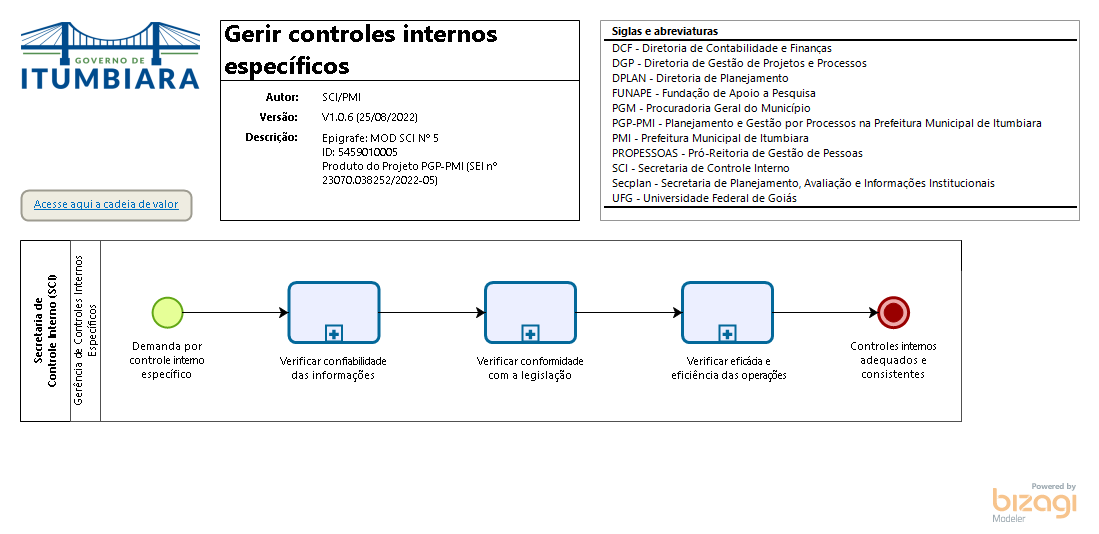 GOVERNO DE
ITUMBIARA
Acesse aqui a cadeia de valor
Gerir controles internos
específicos
Autor: SCI/PMI
Versão: V1.0.6 (25/08/2022)
Descrição: Epigrafe: MOD SCI Nº 5
ID: 5459010005
Produto do Projeto PGP-PMI (SEI nº
23070.038252/2022-05)
Siglas e abreviaturas
DCF - Diretoria de Contabilidade e Finanças
DGP - Diretoria de Gestão de Projetos e Processos
DPLAN - Diretoria de Planejamento
FUNAPE - Fundação de Apoio a Pesquisa
PGM - Procuradoria Geral do Município
PGP-PMI - Planejamento e Gestão por Processos na Prefeitura Municipal de Itumbiara
PMI - Prefeitura Municipal de Itumbiara
PROPESSOAS - Pró-Reitoria de Gestão de Pessoas
SCI - Secretaria de Controle Interno
Secplan - Secretaria de Planejamento, Avaliação e Informações Institucionais
UFG - Universidade Federal de Goiás
Secretaria de
Controle Interno (SCI)
Gerência de Controles Internos
Específicos
Demanda por
controle interno
específico
Verificar confiabilidade
das informações
Verificar conformidade
com a legislação
Verificar eficácia e
eficiência das operações
Controles internos
adequados e
consistentes
Powered by
bizagi
Modeler